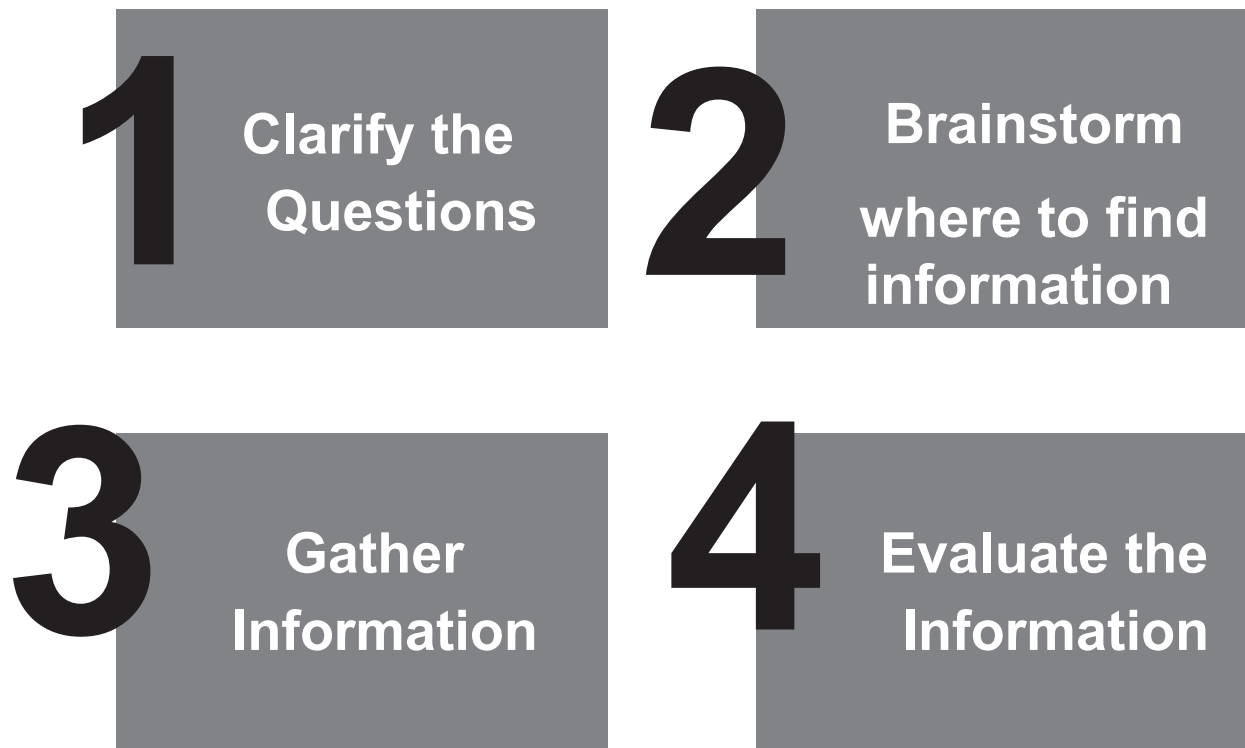 1
Clarify the
Questions
2
Brainstorm
where to find
information
3
Gather
Information
4
Evaluate the
Information